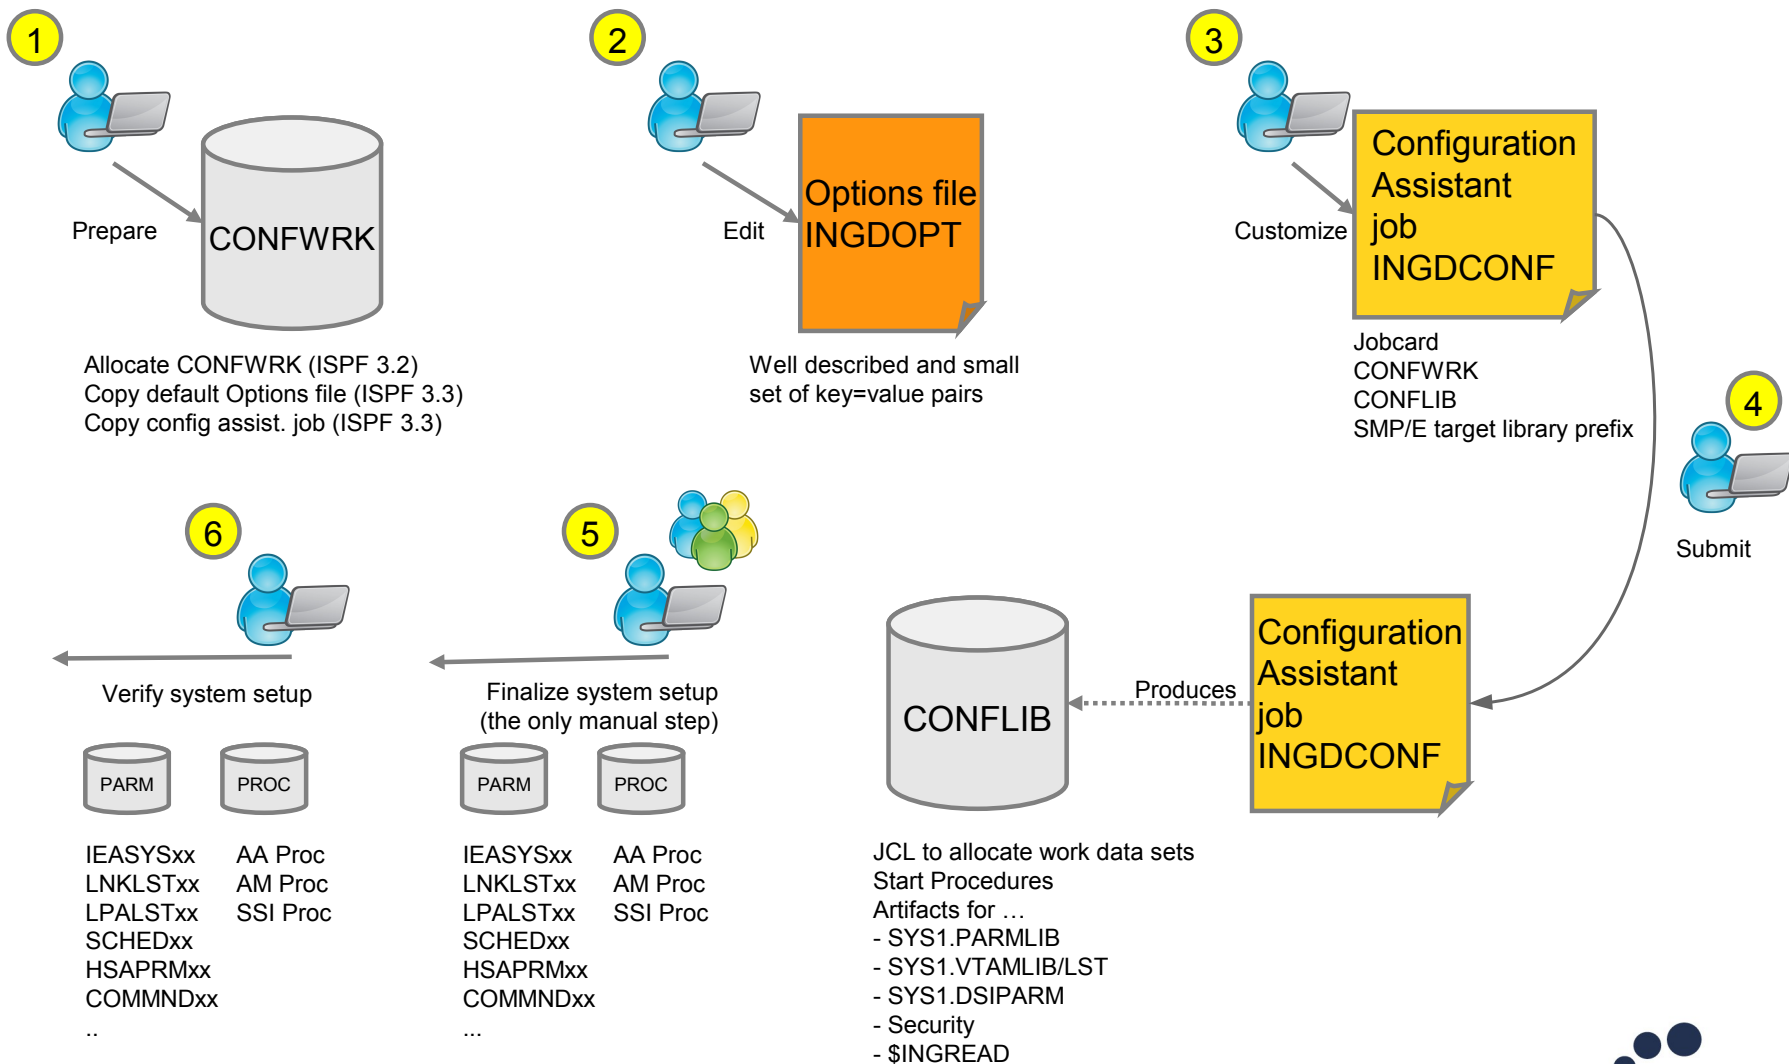 1
Prepare
CONFWRK
Allocate CONFWRK (ISPF 3.2)
Copy default Options file (ISPF 3.3)
Copy config assist. job (ISPF 3.3)
2
Edit
Options file
INGDOPT
Well described and small
set of key=value pairs
3
Customize
Configuration
Assistant
job
INGDCONF
Jobcard
CONFWRK
CONFLIB
SMP/E target library prefix
4
Submit
Configuration
Assistant
job
INGDCONF
Produces
CONFLIB
JCL to allocate work data sets
Start Procedures
Artifacts for …
- SYS1.PARMLIB
- SYS1.VTAMLIB/LST
- SYS1.DSIPARM
- Security
- $INGREAD
5
Finalize system setup
(the only manual step)
PARM
PROC
IEASYSxx AA Proc
LNKLSTxx AM Proc
LPALSTxx SSI Proc
SCHEDxx
HSAPRMxx
COMMNDxx
...
6
Verify system setup
PARM
PROC
IEASYSxx AA Proc
LNKLSTxx AM Proc
LPALSTxx SSI Proc
SCHEDxx
HSAPRMxx
COMMNDxx
..